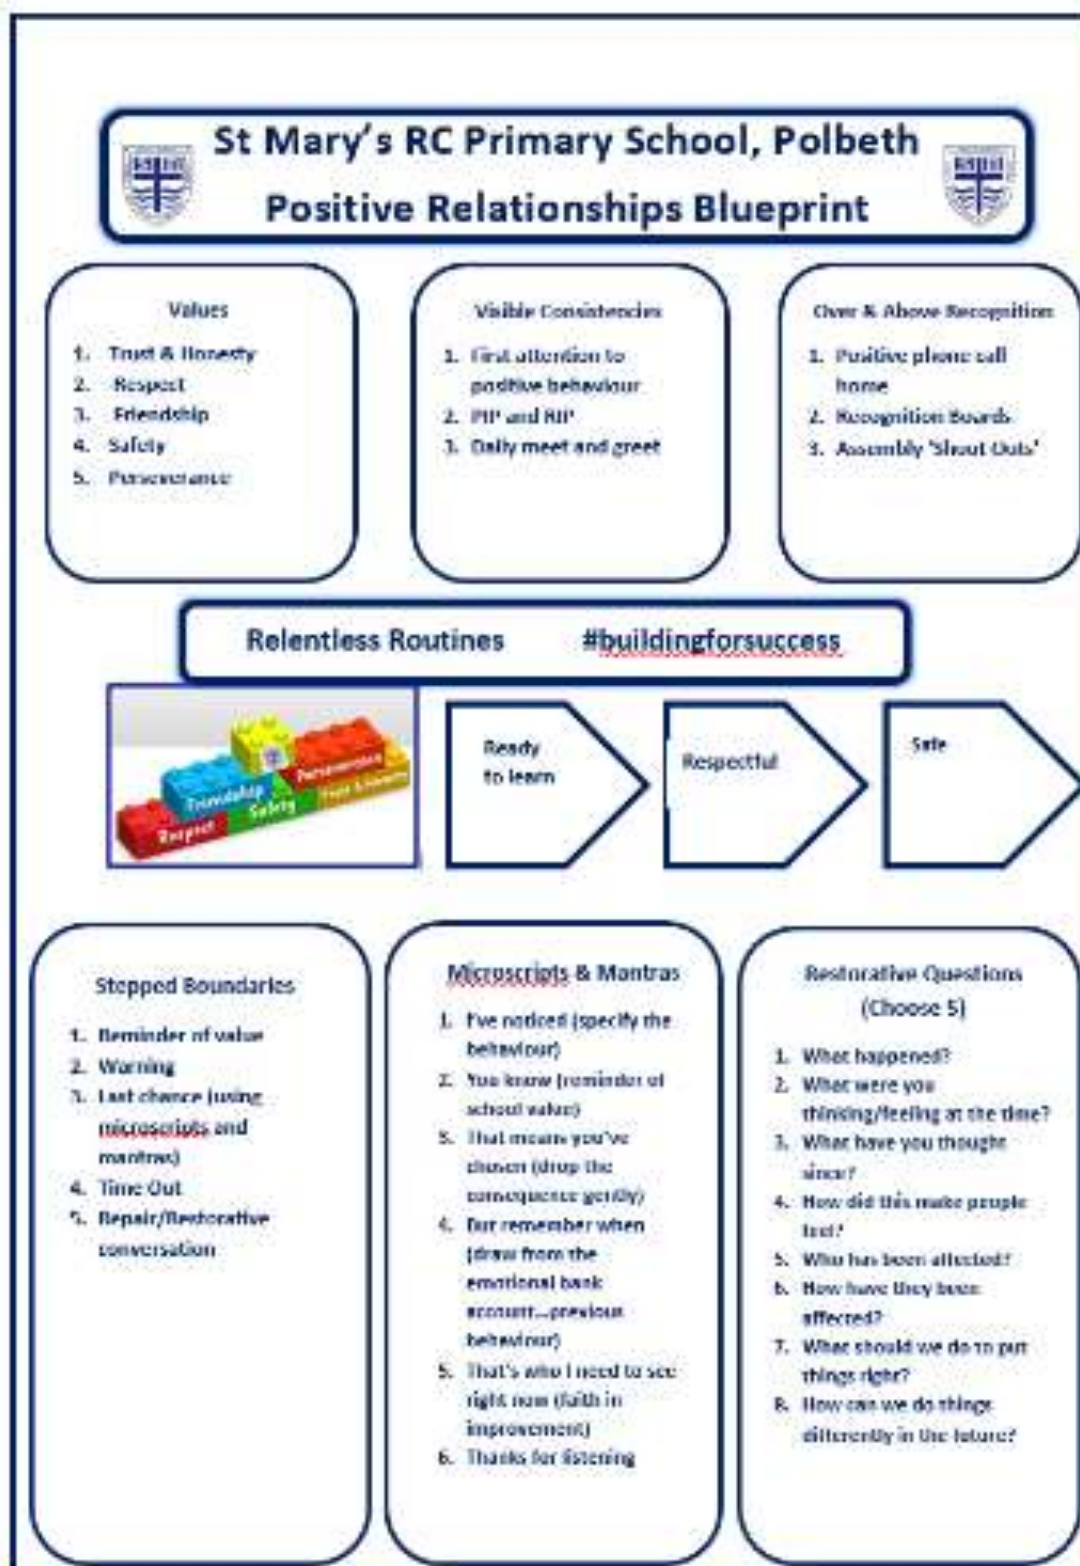 St Mary's RC Primary School, Polbeth
Positive Relationships Blueprint
Values
1. Trust & Honesty
2. Respect
3. Friendship
4. Safety
5. Perseverance
Visible Consistencies
1. First attention to
positive behaviour
2. PIP and RIP
3. Daily meet and greet
Over & Above Recognition
1. Positive phone call
home
2. Recognition Boards
3. Assembly 'Shout Outs'
Relentless Routines #buildingforsuccess
Perseverance
Friendship
Safety
Trust & Honesty
Respect
Ready
to learn
Respectful
Safe
Stepped Boundaries
1. Reminder of value
2. Warning
3. Last chance (using
microscripts and
mantras)
4. Time Out
5. Repair/Restorative
conversation
Microscripts & Mantras
1. I've noticed (specify the
behaviour)
2. You know (reminder of
school value)
3. That means you've
chosen (drop the
consequence gently)
4. But remember when
(draw from the
emotional bank
account...previous
behaviour)
5. That's who I need to see
right now (faith in
improvement)
6. Thanks for listening
Restorative Questions
(Choose 5)
1. What happened?
2. What were you
thinking/feeling at the time?
3. What have you thought
since?
4. How did this make people
feel?
5. Who has been affected?
6. How have they been
affected?
7. What should we do to put
things right?
8. How can we do things
differently in the future?